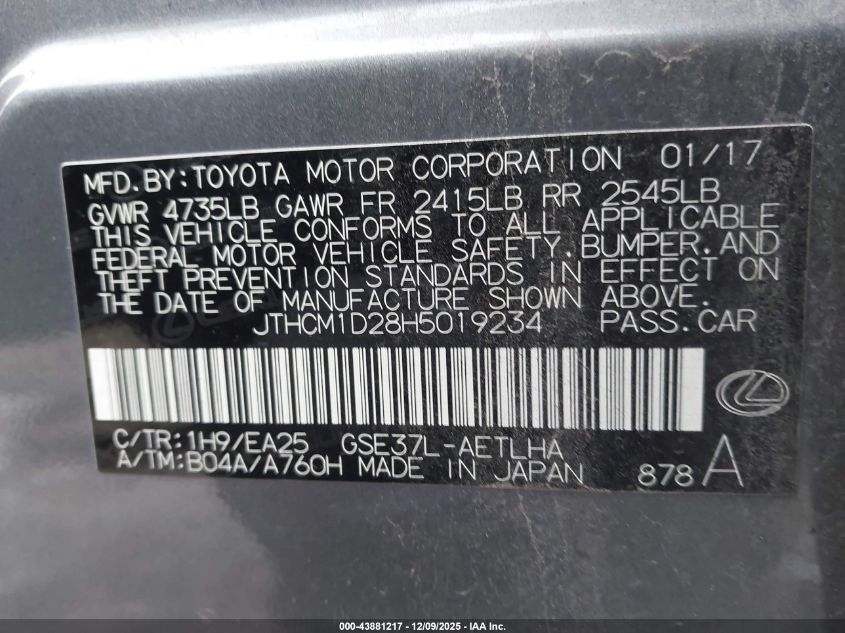 MFD.BY:TOYOTA MOTOR CORPORATION 01/17
GVWR 4735LB GAWR FR 2415LB RR 2545LB
THIS VEHICLE CONFORMS TO ALL APPLICABLE
FEDERAL MOTOR VEHICLE SAFETY.BUMPER.AND
THEFT PREVENTION STANDARDS IN EFFECT ON
THE DATE OF MANUFACTURE SHOWN ABOVE.
JTHCM1D28H5019234 PASS.CAR
C/TR:1H9/EA25 GSE37L-AETLHA
A/TM:B04A/A760H MADE IN JAPAN 878 A
000-43881217 - 12/09/2025 - IAA Inc.